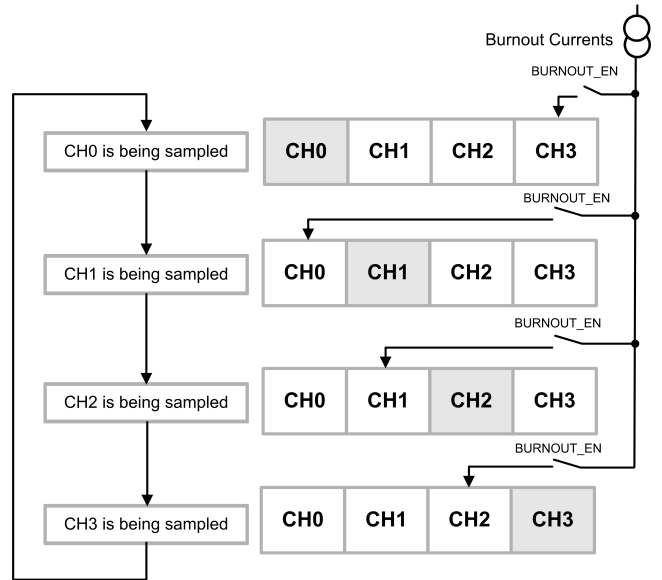 Burnout Currents
BURNOUT_EN
CH0 is being sampled
CH0 CH1 CH2 CH3
BURNOUT_EN
CH1 is being sampled
CH0 CH1 CH2 CH3
BURNOUT_EN
CH2 is being sampled
CH0 CH1 CH2 CH3
BURNOUT_EN
CH3 is being sampled
CH0 CH1 CH2 CH3